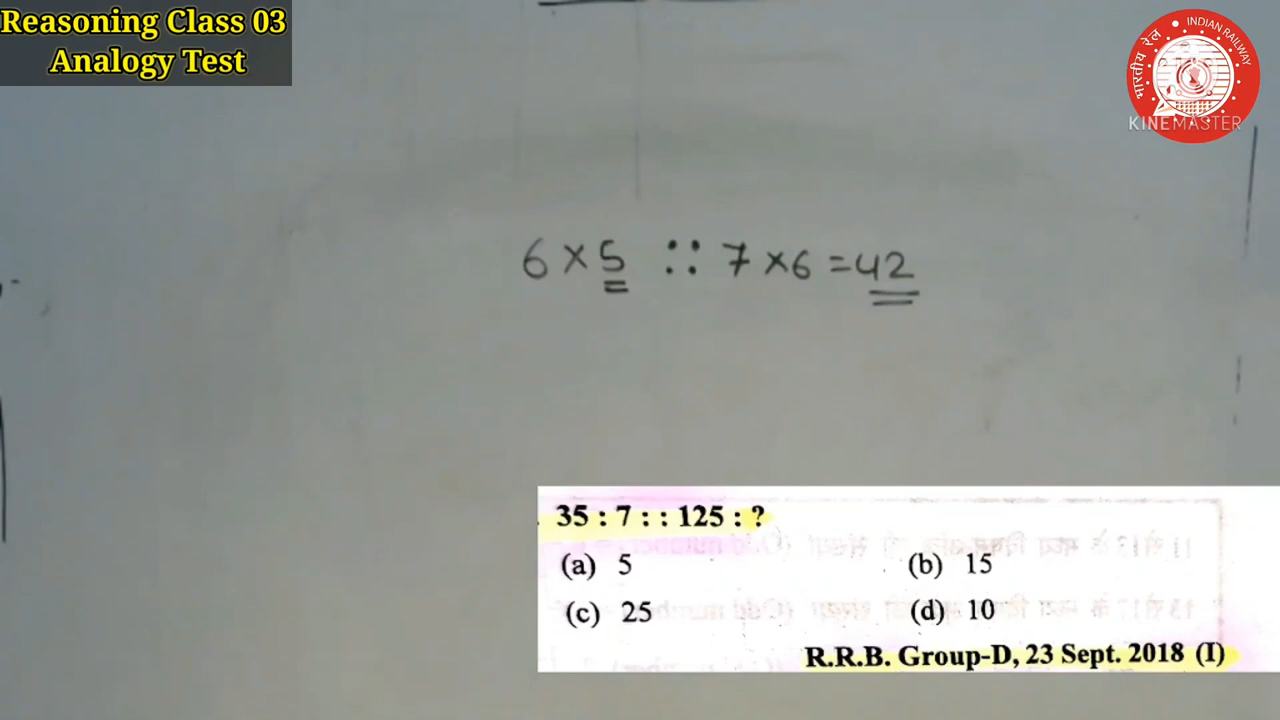 Reasoning Class 03
Analogy Test
भारतीय रेल
INDIAN RAILWAY
KINEMASTER
6 × 5 :: 7 × 6 = 42
35 : 7 : : 125 : ?
(a) 5
(b) 15
(c) 25
(d) 10
R.R.B. Group-D, 23 Sept. 2018 (I)